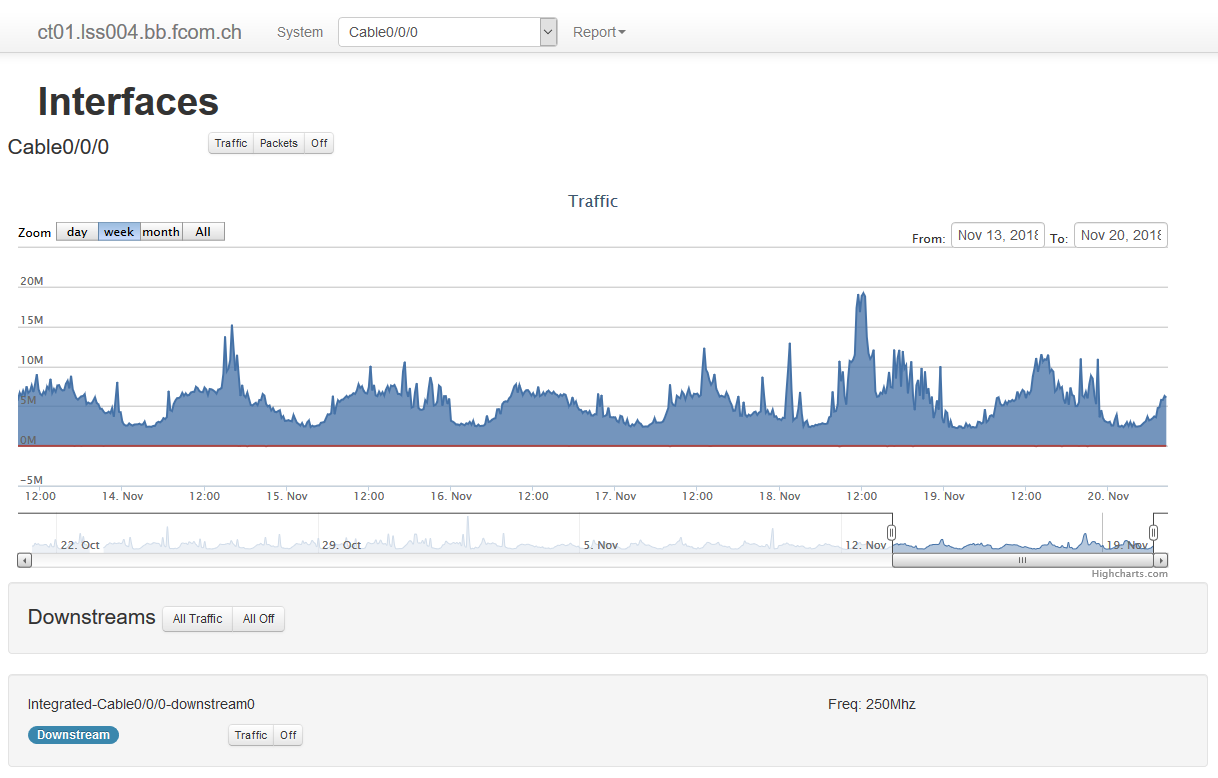 ct01.lss004.bb.fcom.ch System Cable0/0/0 Report
Interfaces
Cable0/0/0 Traffic Packets Off
Traffic
Zoom day week month All From: Nov 13, 2018 To: Nov 20, 2018
20M
15M
10M
5M
0M
-5M
12:00 14. Nov 12:00 15. Nov 12:00 16. Nov 12:00 17. Nov 12:00 18. Nov 12:00 19. Nov 12:00 20. Nov
22. Oct 29. Oct 5. Nov 12. Nov 19. Nov
Highcharts.com
Downstreams All Traffic All Off
Integrated-Cable0/0/0-downstream0 Freq: 250Mhz
Downstream Traffic Off